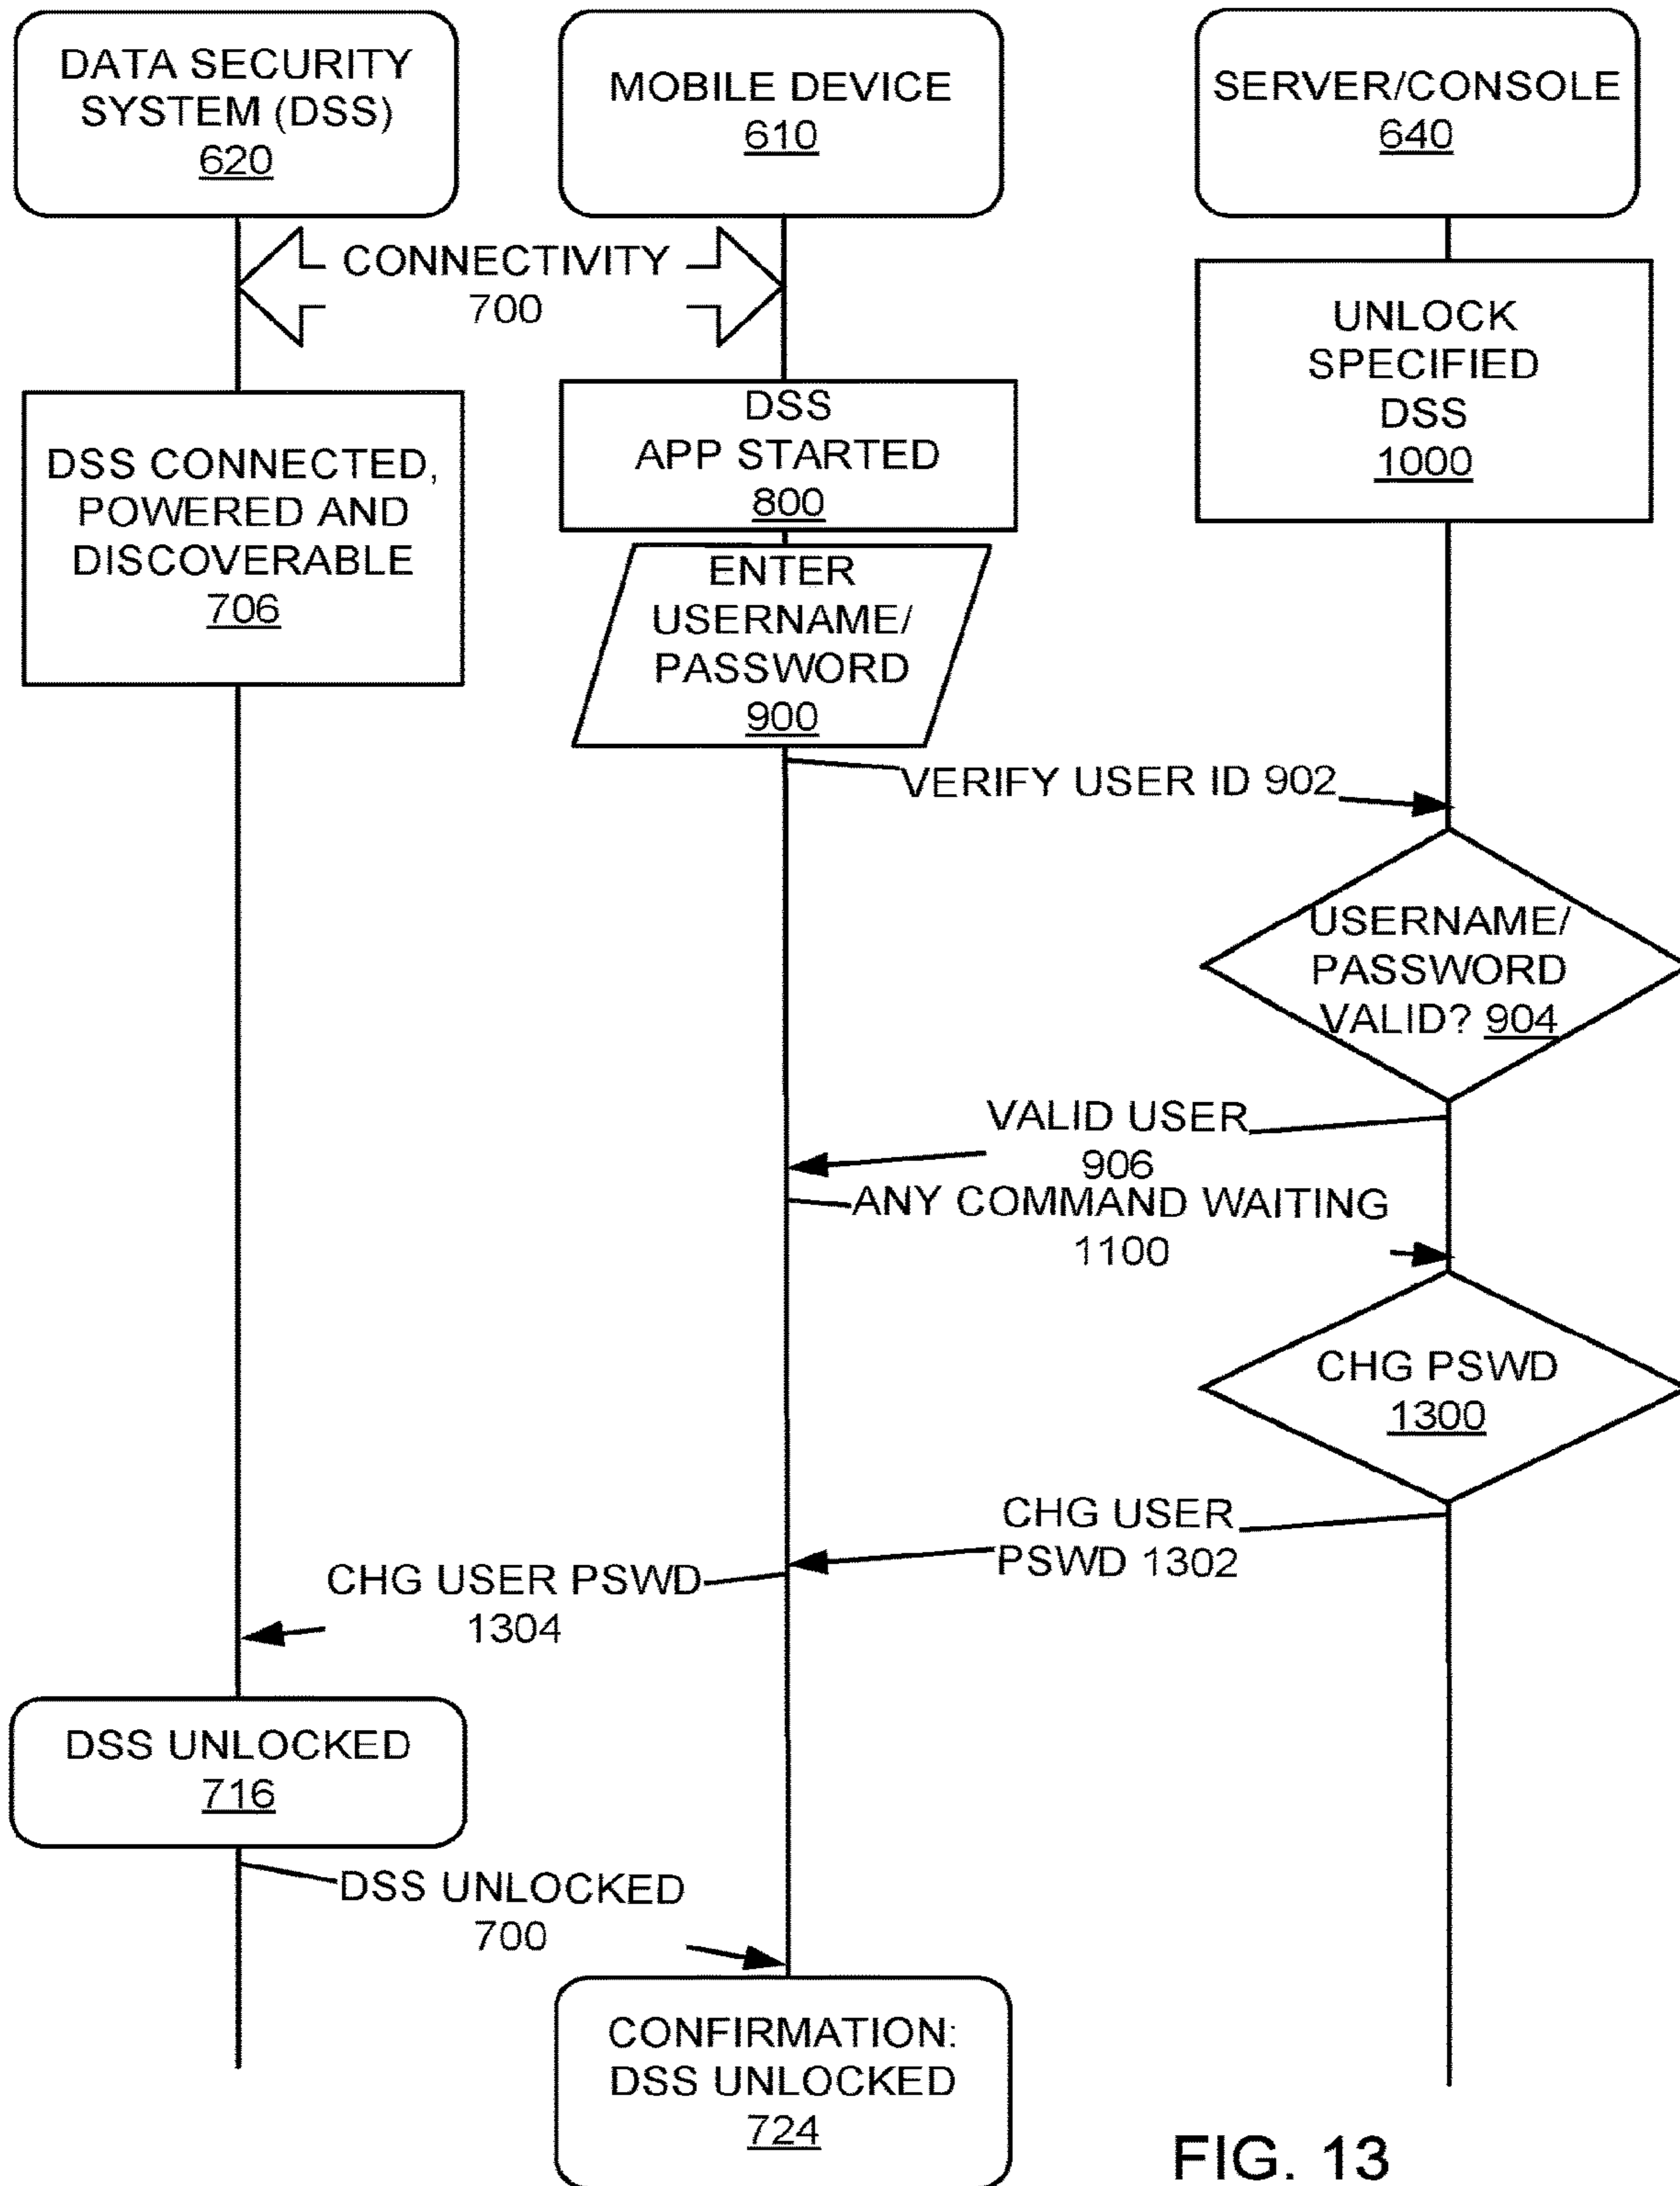 DATA SECURITY
SYSTEM (DSS)
620
MOBILE DEVICE
610
SERVER/CONSOLE
640
CONNECTIVITY
700
UNLOCK
SPECIFIED
DSS
1000
DSS CONNECTED,
POWERED AND
DISCOVERABLE
706
DSS
APP STARTED
800
ENTER
USERNAME/
PASSWORD
900
VERIFY USER ID 902
USERNAME/
PASSWORD
VALID? 904
VALID USER
906
ANY COMMAND WAITING
1100
CHG PSWD
1300
CHG USER
PSWD 1302
CHG USER PSWD
1304
DSS UNLOCKED
716
DSS UNLOCKED
700
CONFIRMATION:
DSS UNLOCKED
724
FIG. 13